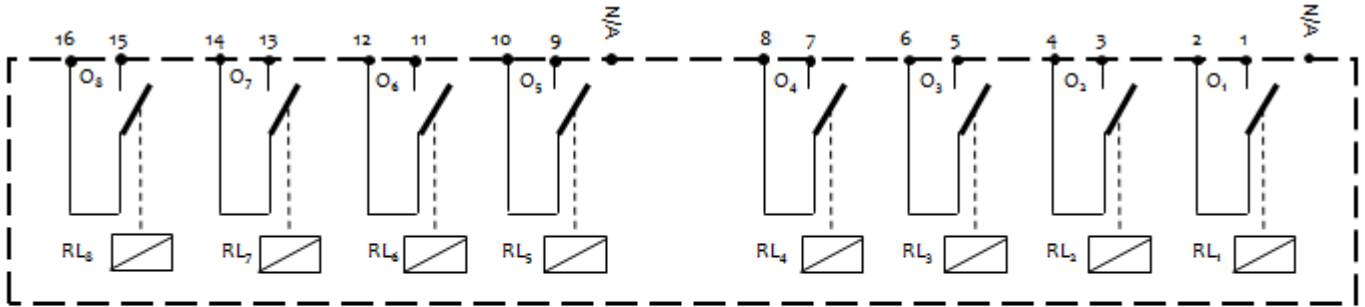 16 15 14 13 12 11 10 9 N/A 8 7 6 5 4 3 2 1 N/A
O₈ O₇ O₆ O₅ O₄ O₃ O₂ O₁
RL₈ RL₇ RL₆ RL₅ RL₄ RL₃ RL₂ RL₁